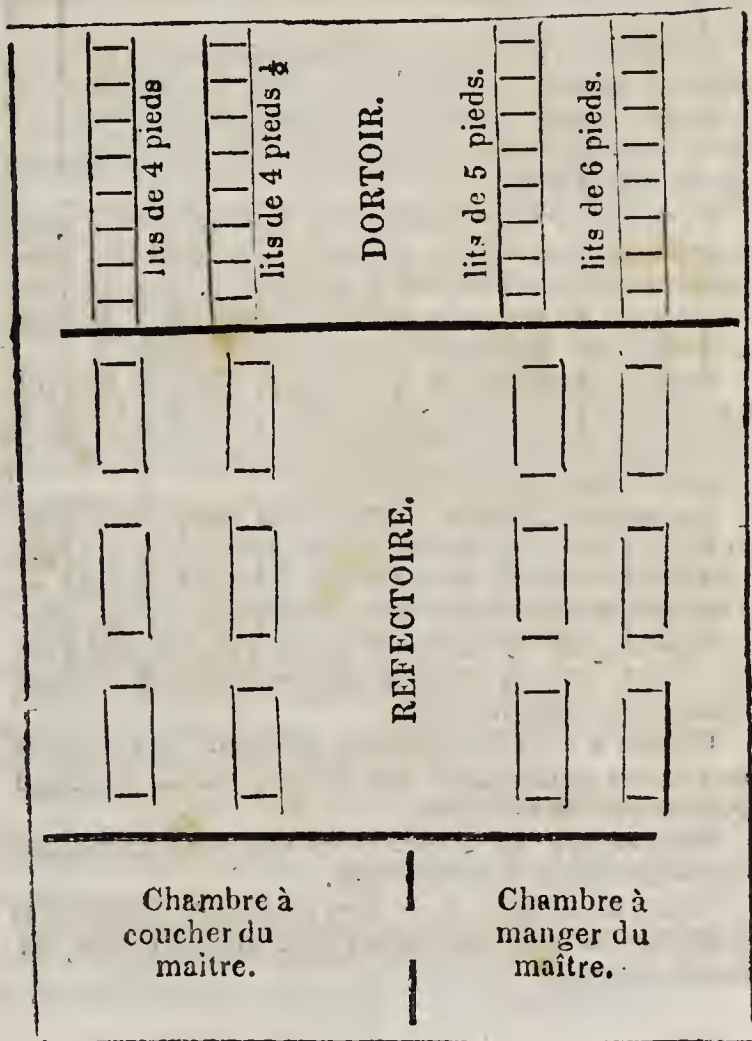 lits de 4 pieds
lits de 4 pieds ½
DORTOIR.
lits de 5 pieds.
lits de 6 pieds.
REFECTOIRE.
Chambre à
coucher du
maitre.
Chambre à
manger du
maître.